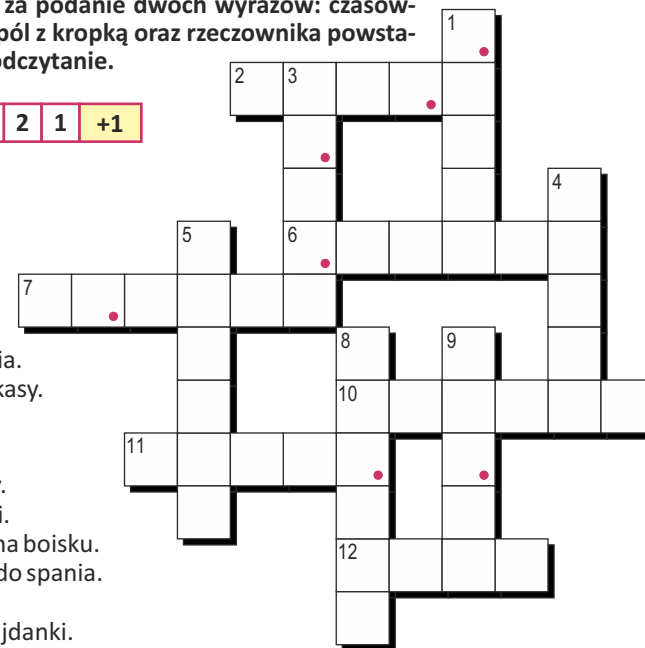 za podanie dwóch wyrazów: czasow-
pól z kropką oraz rzeczownika powsta-
odczytanie.
2 1 +1
1
2 3
4
5 6
7
8 9
10
11
12
ia.
kasy.
y.
i.
na boisku.
do spania.
jdanki.